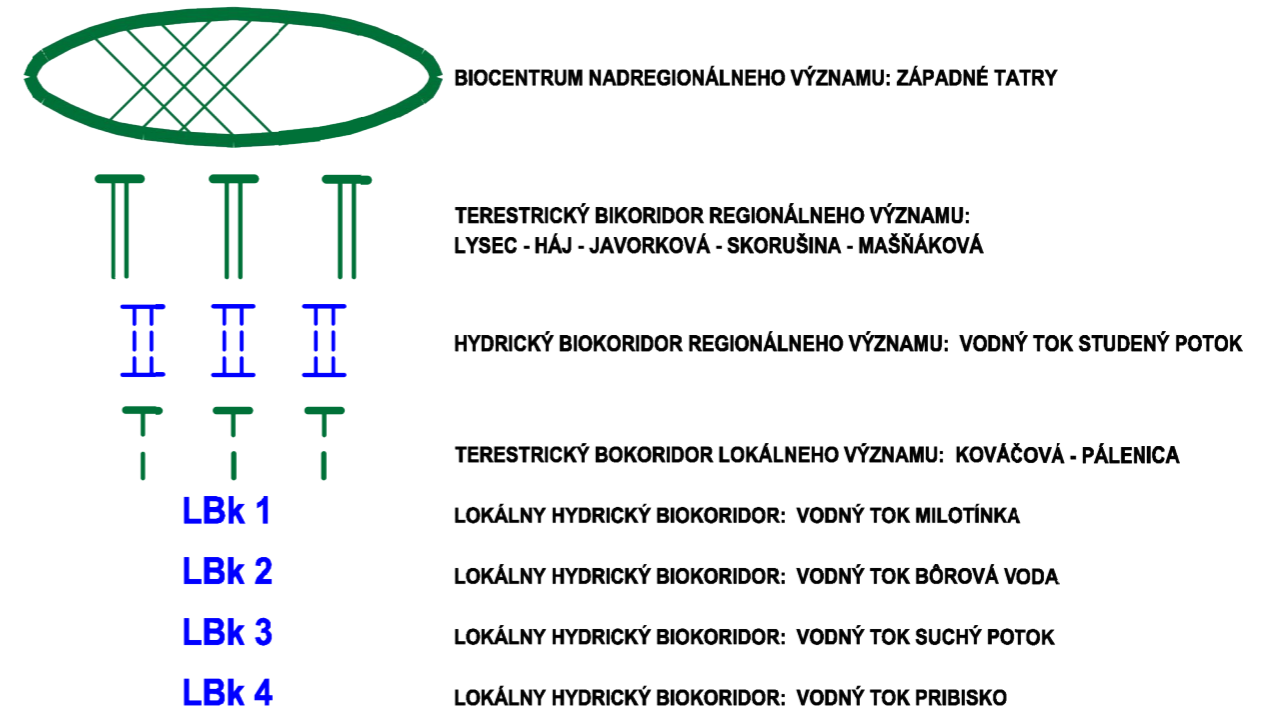 BIOCENTRUM NADREGIONÁLNEHO VÝZNAMU: ZÁPADNÉ TATRY
TERESTRICKÝ BIKORIDOR REGIONÁLNEHO VÝZNAMU:
LYSEC - HÁJ - JAVORKOVÁ - SKORUŠINA - MAŠŇÁKOVÁ
HYDRICKÝ BIOKORIDOR REGIONÁLNEHO VÝZNAMU: VODNÝ TOK STUDENÝ POTOK
TERESTRICKÝ BOKORIDOR LOKÁLNEHO VÝZNAMU: KOVÁČOVÁ - PÁLENICA
LBk 1 LOKÁLNY HYDRICKÝ BIOKORIDOR: VODNÝ TOK MILOTÍNKA
LBk 2 LOKÁLNY HYDRICKÝ BIOKORIDOR: VODNÝ TOK BÔROVÁ VODA
LBk 3 LOKÁLNY HYDRICKÝ BIOKORIDOR: VODNÝ TOK SUCHÝ POTOK
LBk 4 LOKÁLNY HYDRICKÝ BIOKORIDOR: VODNÝ TOK PRIBISKO